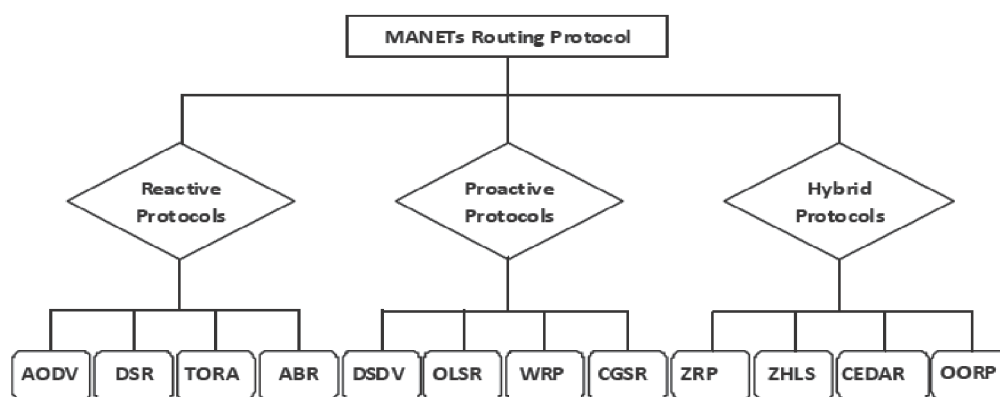 MANETs Routing Protocol
Reactive
Protocols
Proactive
Protocols
Hybrid
Protocols
AODV
DSR
TORA
ABR
DSDV
OLSR
WRP
CGSR
ZRP
ZHLS
CEDAR
OORP